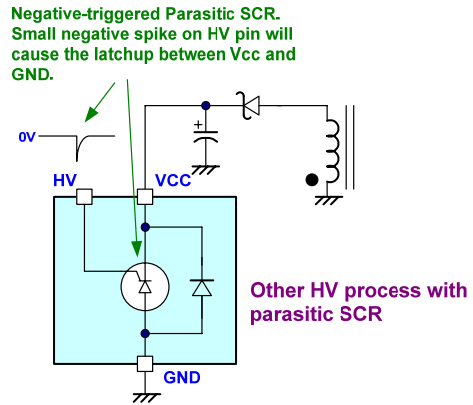 Negative-triggered Parasitic SCR.
Small negative spike on HV pin will
cause the latchup between Vcc and
GND.
+
0V
HV
VCC
Other HV process with
parasitic SCR
GND